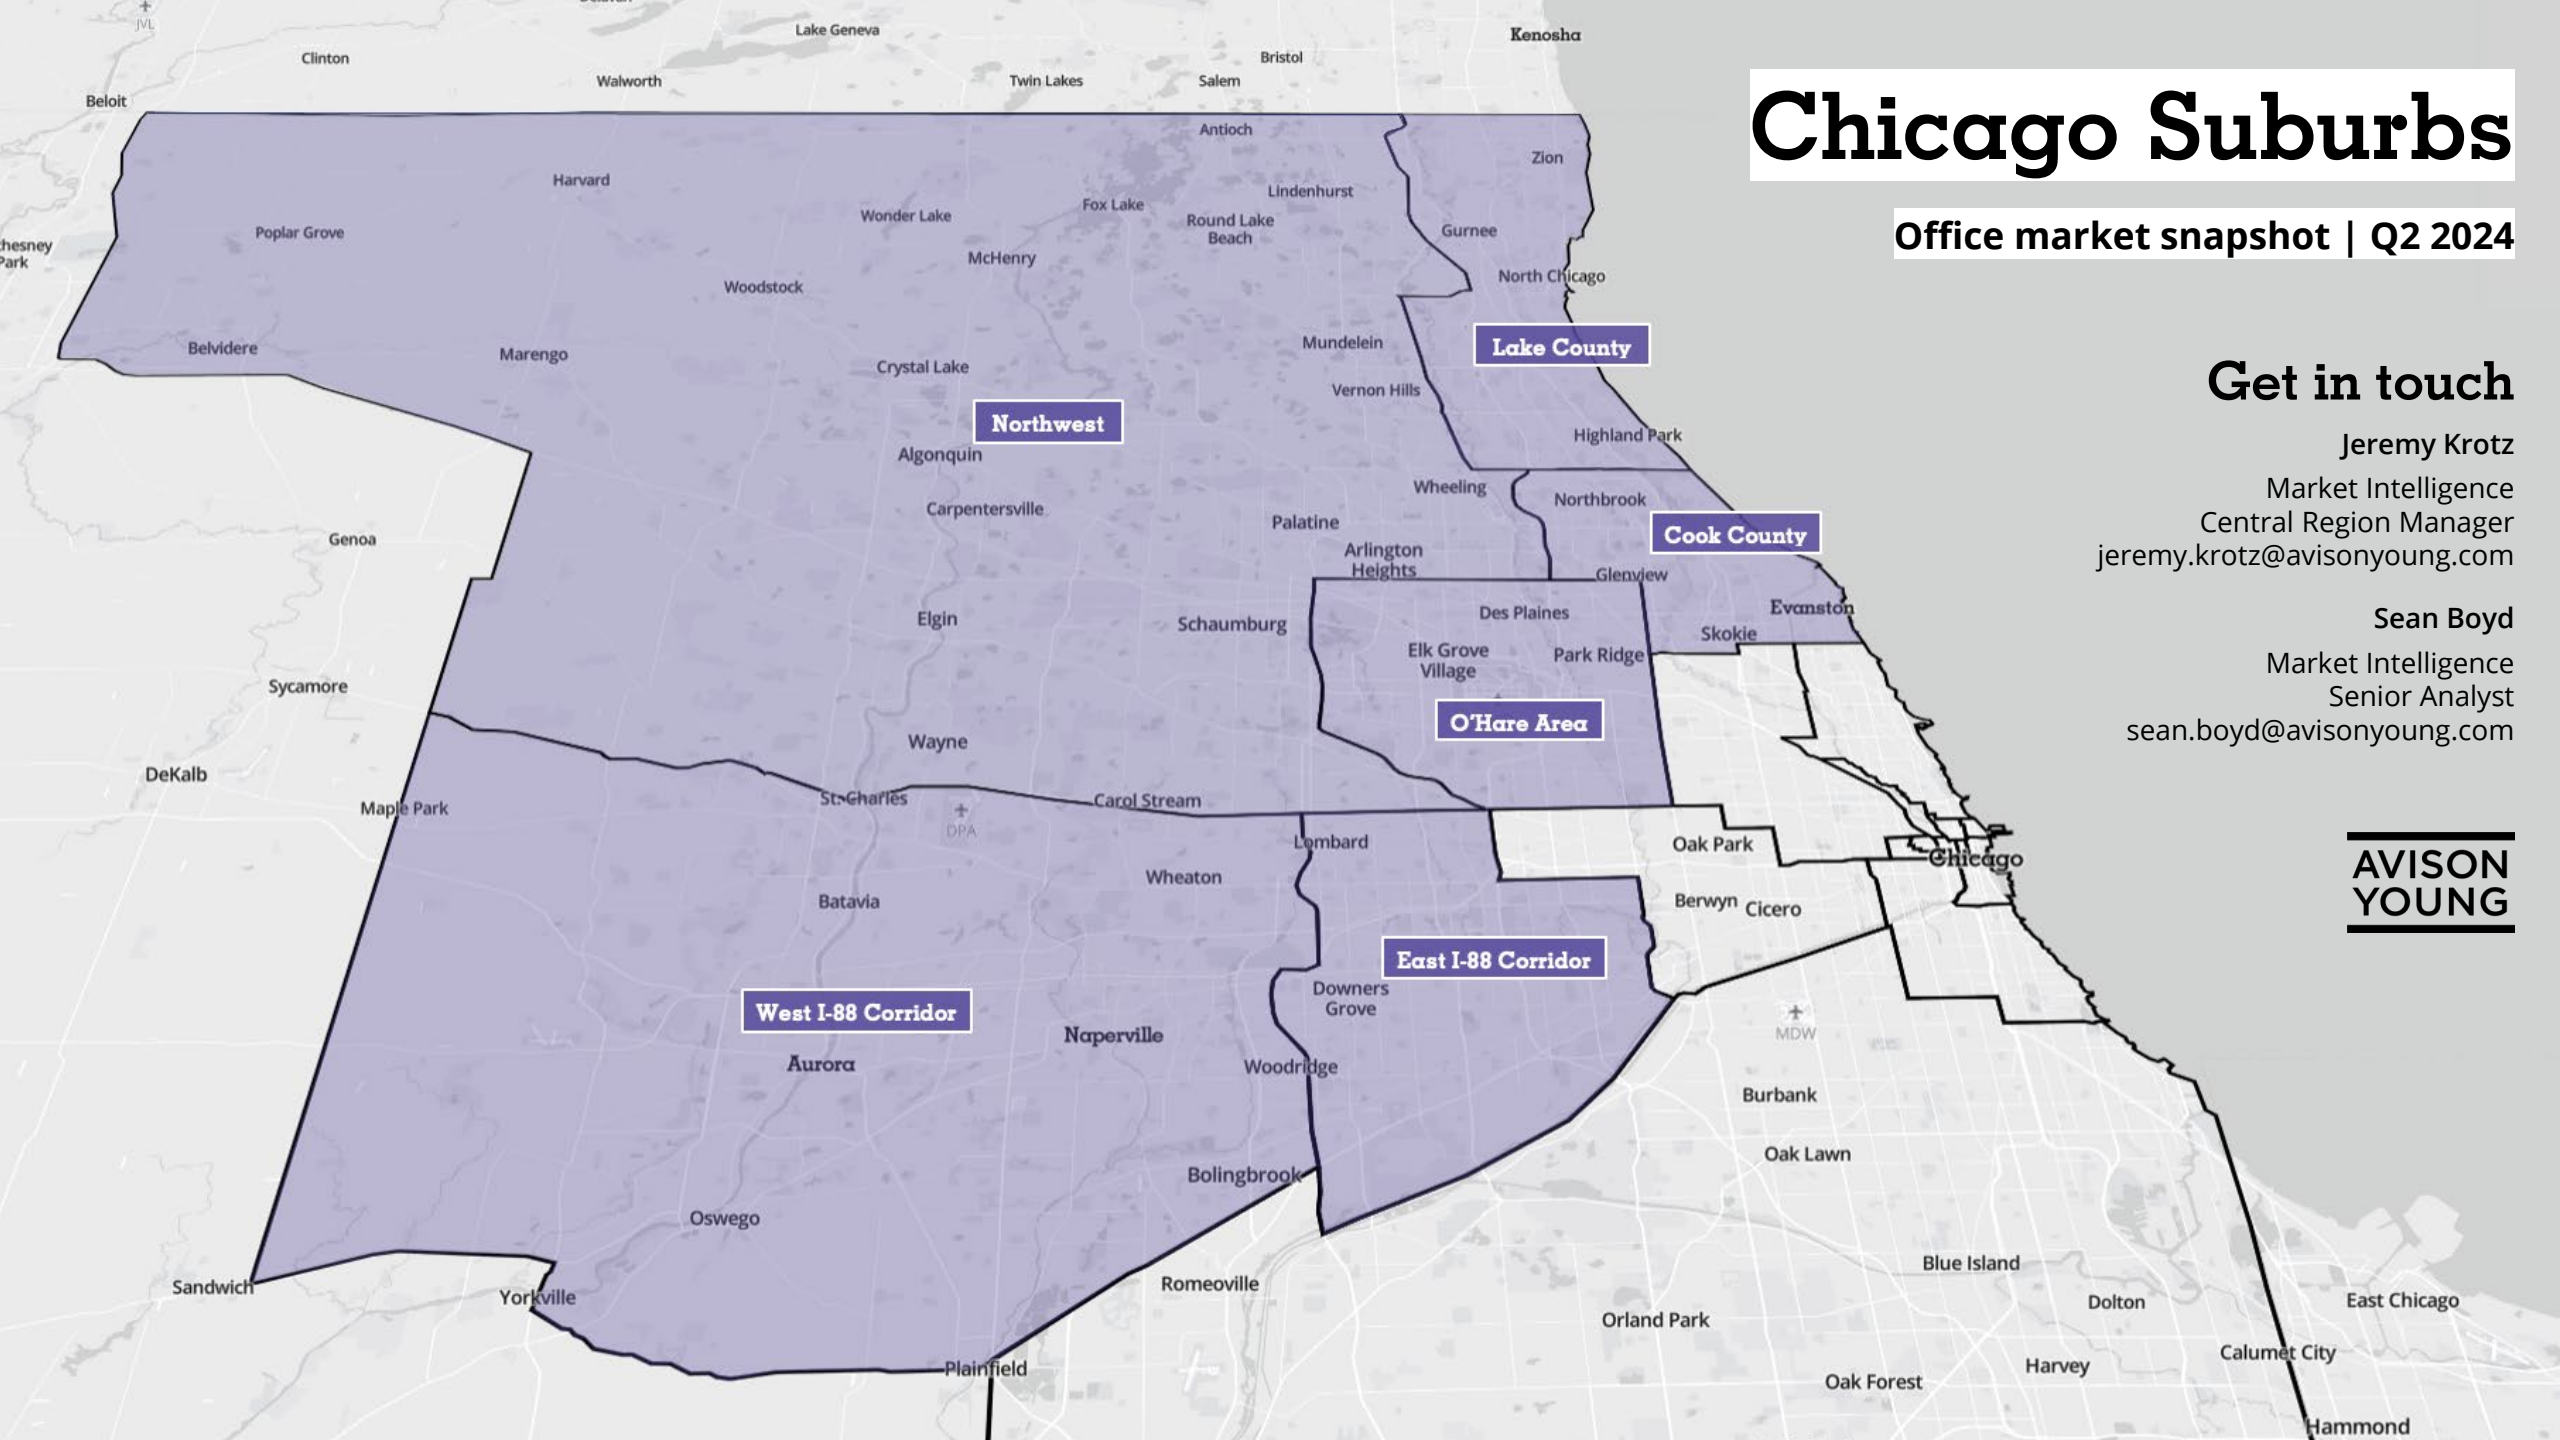 JVL
Lake Geneva
Kenosha
Clinton
Bristol
Walworth
Twin Lakes
Salem
Beloit
Chicago Suburbs
Office market snapshot | Q2 2024
Antioch
Zion
Harvard
Lindenhurst
Fox Lake
Wonder Lake
Round Lake
Beach
Poplar Grove
Gurnee
hesney
Park
McHenry
North Chicago
Woodstock
Mundelein
Lake County
Belvidere
Marengo
Crystal Lake
Vernon Hills
Northwest
Highland Park
Algonquin
Wheeling
Northbrook
Carpentersville
Palatine
Cook County
Genoa
Arlington
Heights
Glenview
Elgin
Schaumburg
Des Plaines
Evanston
Skokie
Elk Grove
Village
Park Ridge
Sycamore
O'Hare Area
Wayne
DeKalb
Maple Park
St. Charles
Carol Stream
DPA
Lombard
Oak Park
Chicago
Wheaton
Batavia
Berwyn
Cicero
East I-88 Corridor
Downers
Grove
West I-88 Corridor
Naperville
MDW
Aurora
Woodridge
Burbank
Oak Lawn
Bolingbrook
Oswego
Blue Island
Sandwich
Yorkville
Romeoville
Dolton
East Chicago
Orland Park
Calumet City
Plainfield
Harvey
Oak Forest
Hammond
Get in touch
Jeremy Krotz
Market Intelligence
Central Region Manager
jeremy.krotz@avisonyoung.com
Sean Boyd
Market Intelligence
Senior Analyst
sean.boyd@avisonyoung.com
AVISON
YOUNG